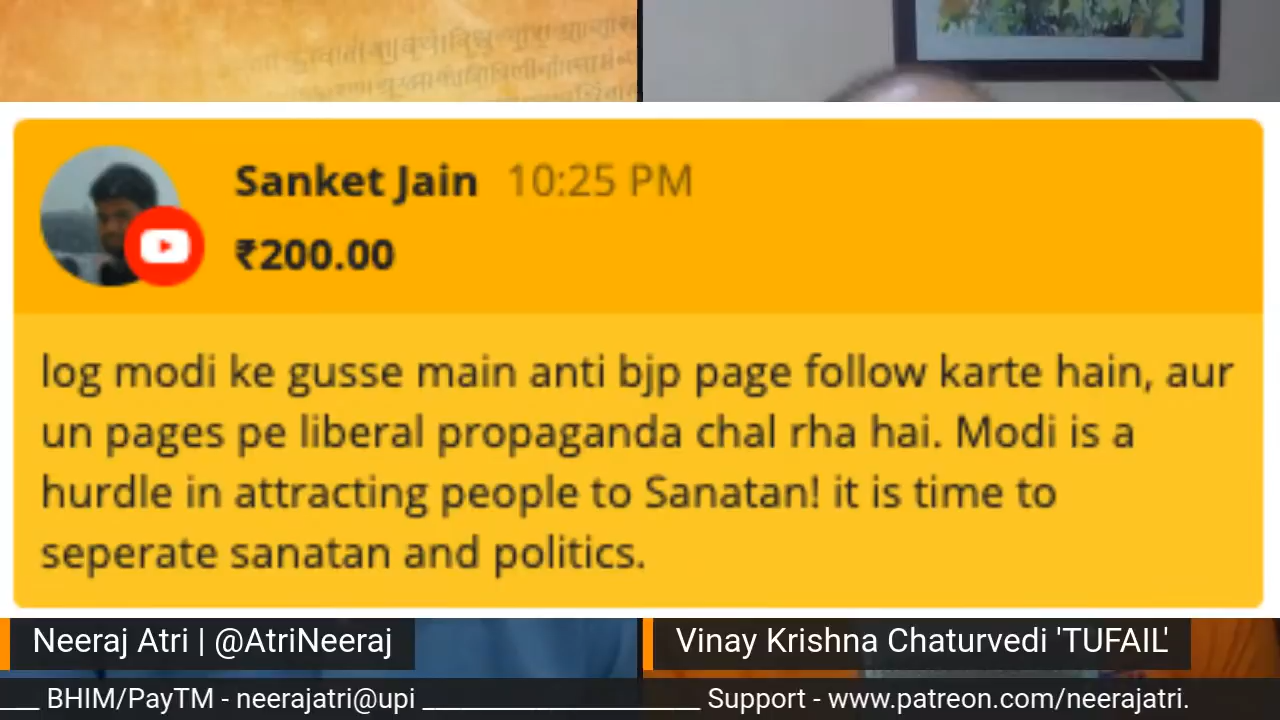 Sanket Jain 10:25 PM
₹200.00
log modi ke gusse main anti bjp page follow karte hain, aur
un pages pe liberal propaganda chal rha hai. Modi is a
hurdle in attracting people to Sanatan! it is time to
seperate sanatan and politics.
Neeraj Atri | @AtriNeeraj
Vinay Krishna Chaturvedi 'TUFAIL'
___ BHIM/PayTM - neerajatri@upi ____________________ Support - www.patreon.com/neerajatri.